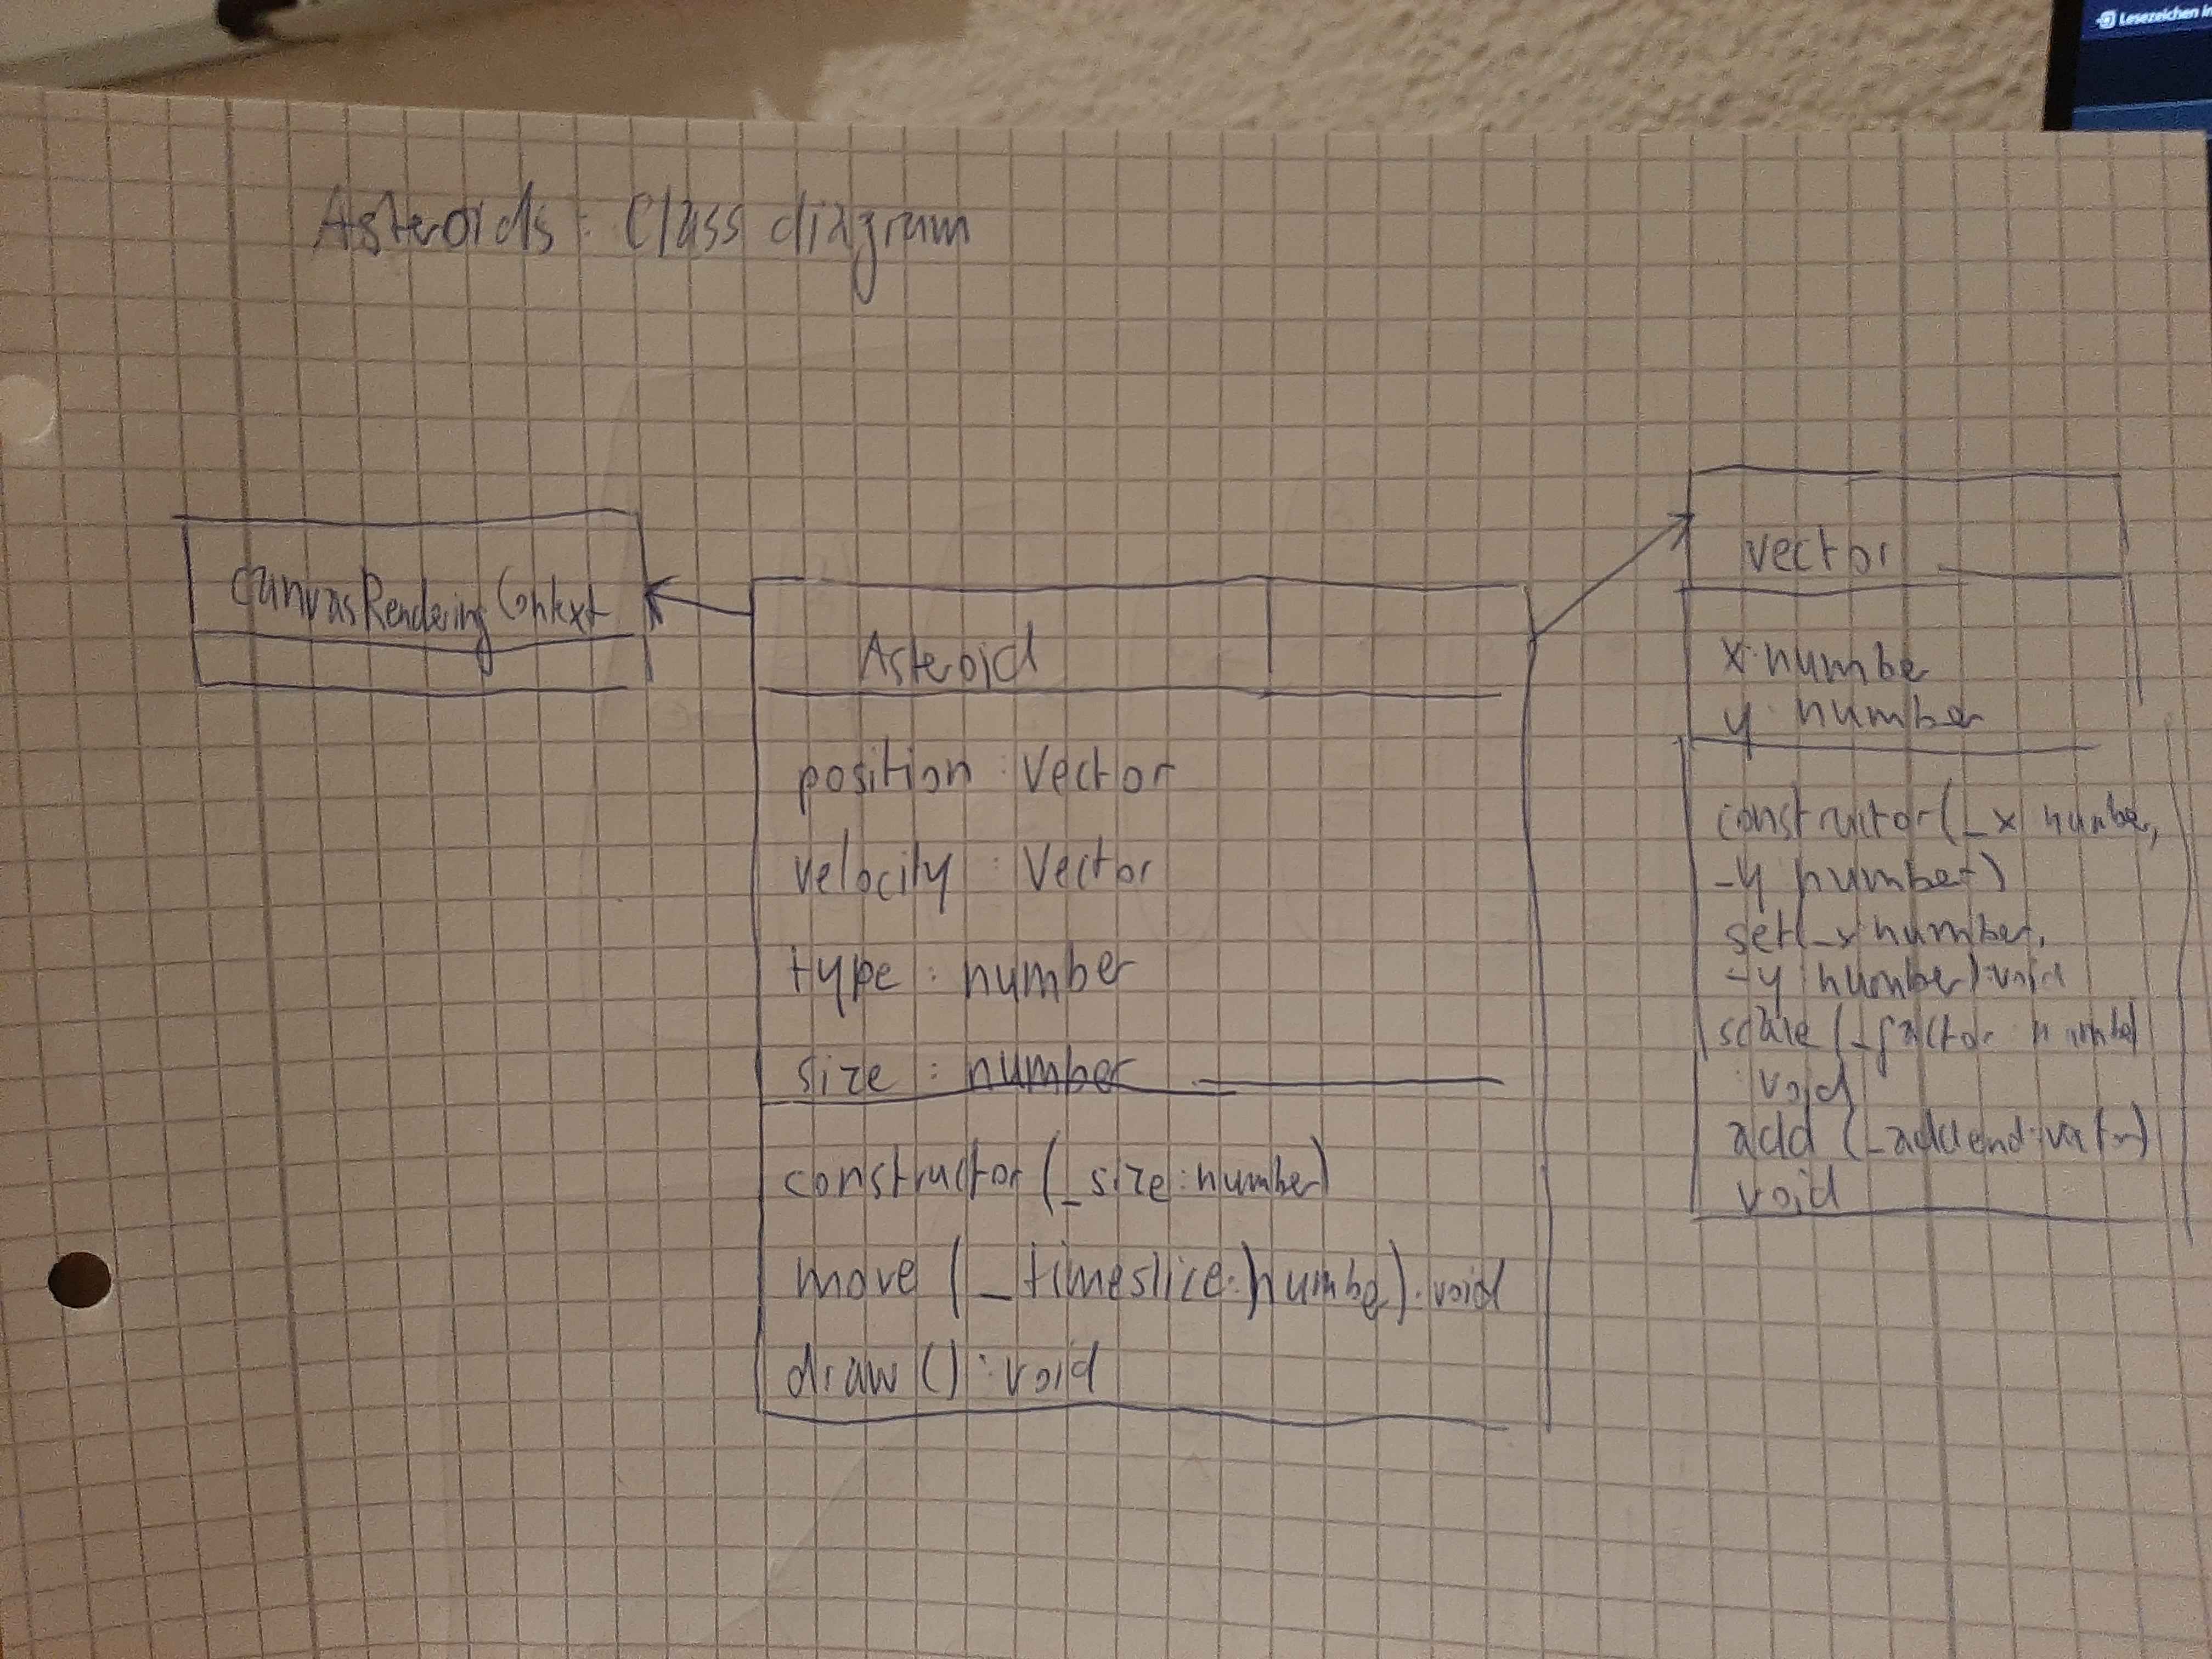 Lesezeichen in
Asteroids: Class diagram
canvasRenderingContext
Asteroid
position : Vector
velocity : Vector
type : number
size : number
constructor (_size : number)
move (_timeslice : number) : void
draw () : void
vector
x : number
y : number
constructor (_x number,
_y number)
set(_x number,
_y : number) : void
scale (_factor : number
: void
add (_addend : vector)
void